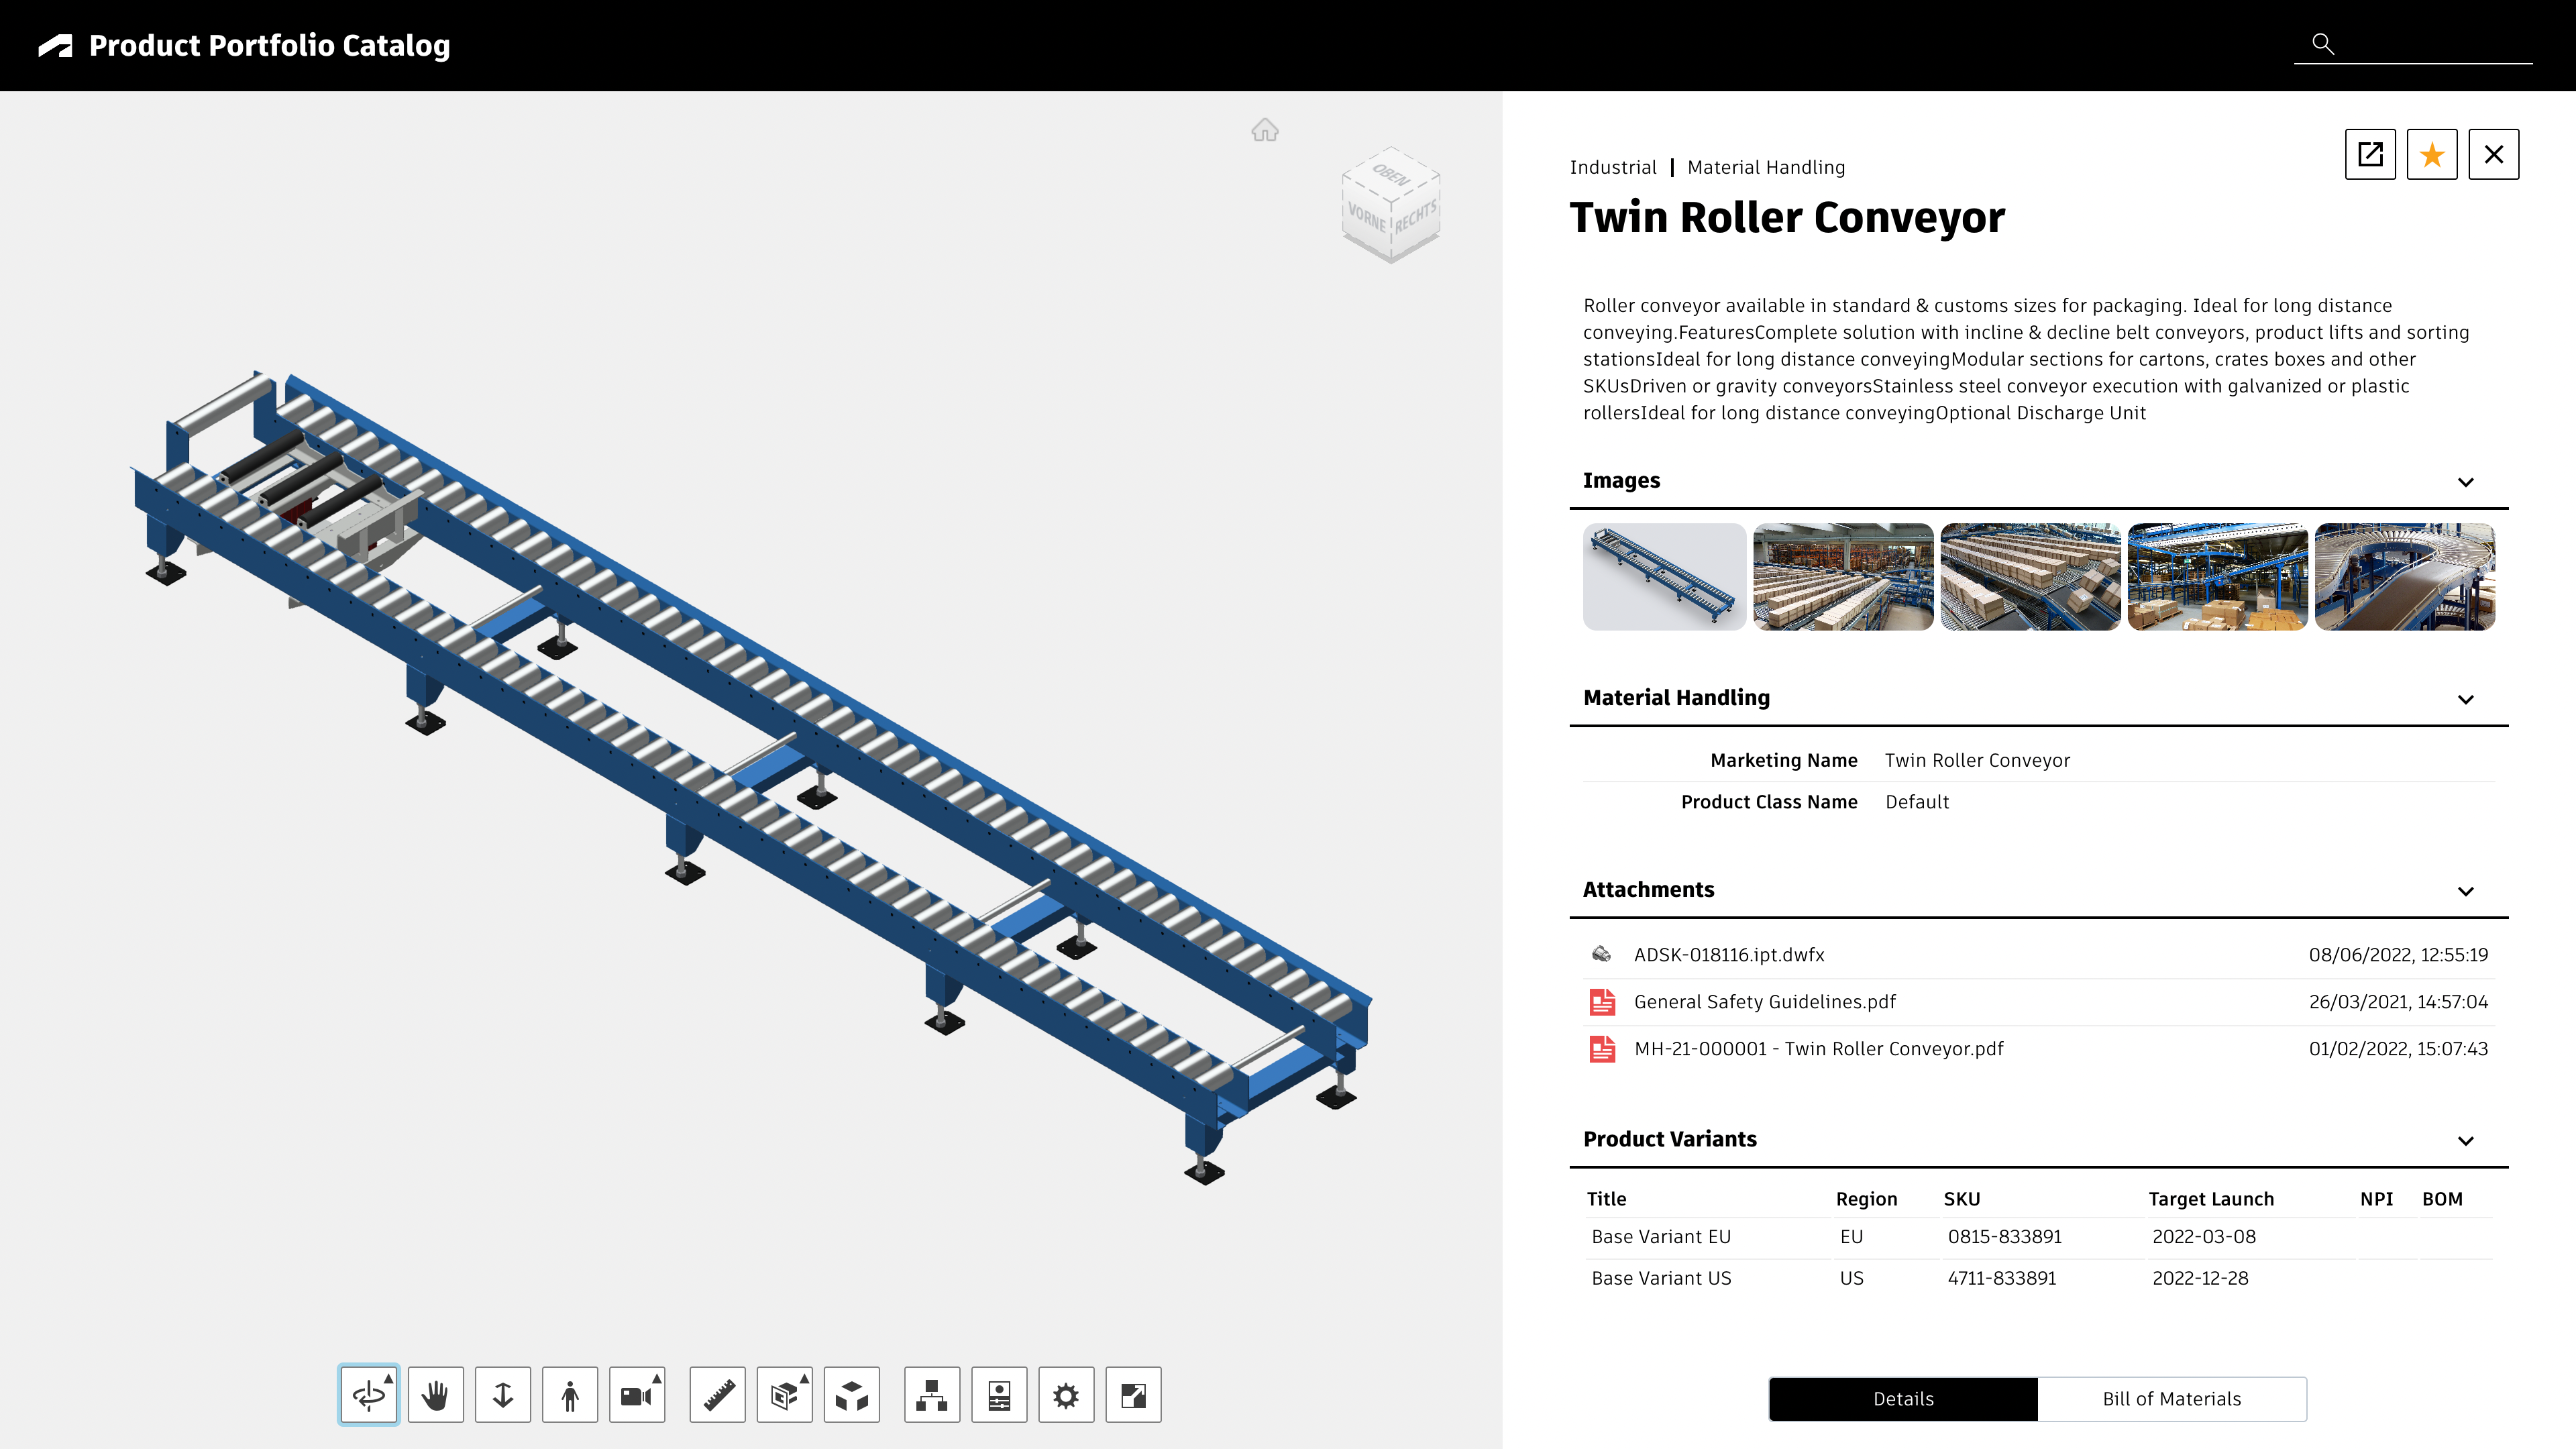 Product Portfolio Catalog
OBEN
VORNE
RECHTS
Industrial | Material Handling
Twin Roller Conveyor
Roller conveyor available in standard & customs sizes for packaging. Ideal for long distance
conveying.FeaturesComplete solution with incline & decline belt conveyors, product lifts and sorting
stationsIdeal for long distance conveyingModular sections for cartons, crates boxes and other
SKUsDriven or gravity conveyorsStainless steel conveyor execution with galvanized or plastic
rollersIdeal for long distance conveyingOptional Discharge Unit
Images
Material Handling
Marketing Name Twin Roller Conveyor
Product Class Name Default
Attachments
ADSK-018116.ipt.dwfx 08/06/2022, 12:55:19
General Safety Guidelines.pdf 26/03/2021, 14:57:04
MH-21-000001 - Twin Roller Conveyor.pdf 01/02/2022, 15:07:43
Product Variants
Title Region SKU Target Launch NPI BOM
Base Variant EU EU 0815-833891 2022-03-08
Base Variant US US 4711-833891 2022-12-28
Details Bill of Materials